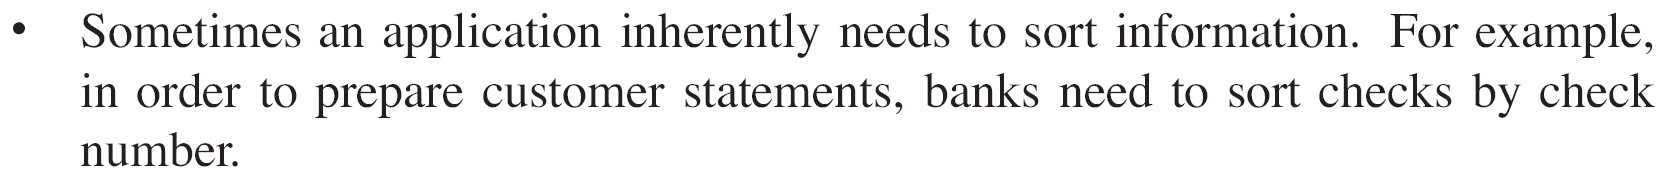 • Sometimes an application inherently needs to sort information. For example,
in order to prepare customer statements, banks need to sort checks by check
number.